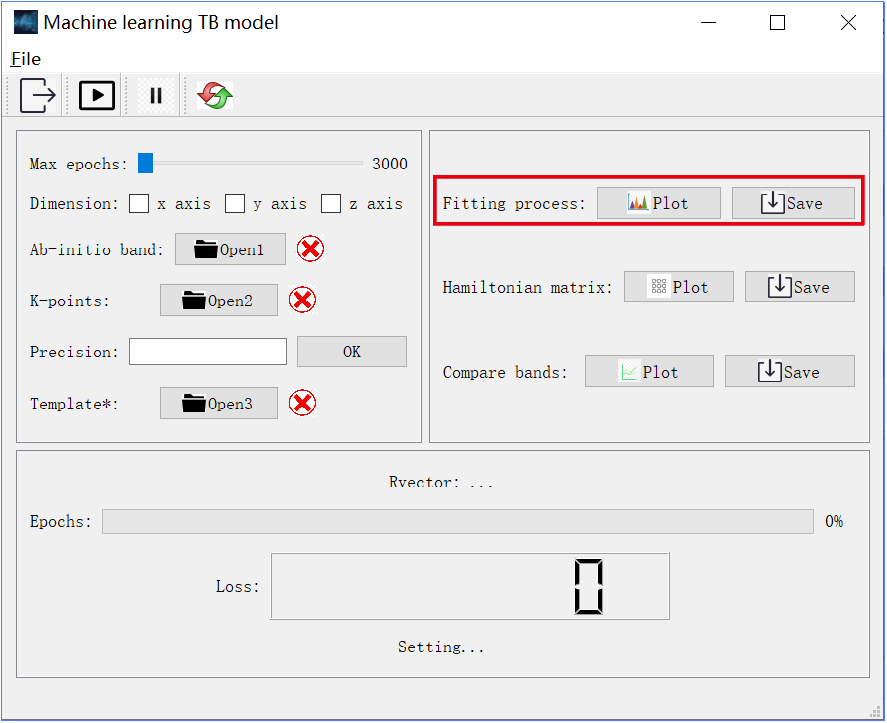 Machine learning TB model
File
Max epochs: 3000
Dimension: x axis y axis z axis
Ab-initio band: Open1
K-points: Open2
Precision: OK
Template*: Open3
Fitting process: Plot Save
Hamiltonian matrix: Plot Save
Compare bands: Plot Save
Rvector: ...
Epochs: 0%
Loss: 0
Setting...